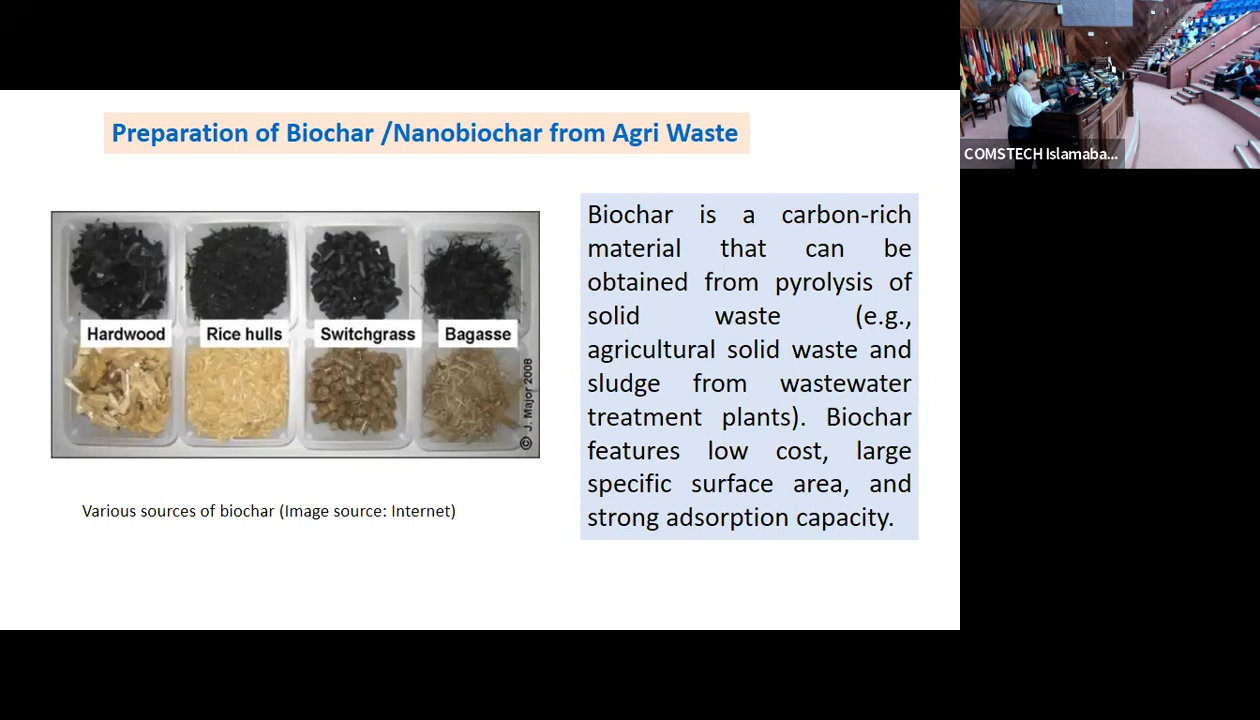 Preparation of Biochar /Nanobiochar from Agri Waste
COMSTECH Islamaba...
Hardwood
Rice hulls
Switchgrass
Bagasse
© J. Major 2008
Various sources of biochar (Image source: Internet)
Biochar is a carbon-rich
material that can be
obtained from pyrolysis of
solid waste (e.g.,
agricultural solid waste and
sludge from wastewater
treatment plants). Biochar
features low cost, large
specific surface area, and
strong adsorption capacity.